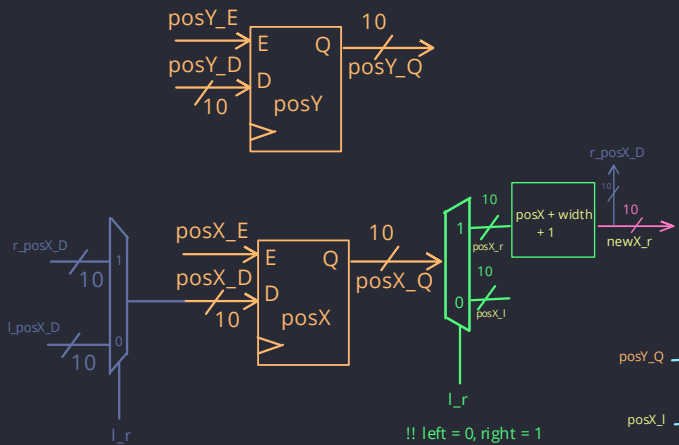 posY_E
10
E
Q
posY_D
D
posY_Q
10
posY
r_posX_D
10
10
10
posX + width
+ 1
1
posX_r
newX_r
posX_E
10
r_posX_D
E
Q
1
10
posX_D
posX_Q
10
D
0
posX_l
10
l_posX_D
posX
0
10
posY_Q
l_r
l_r
!! left = 0, right = 1
posX_l